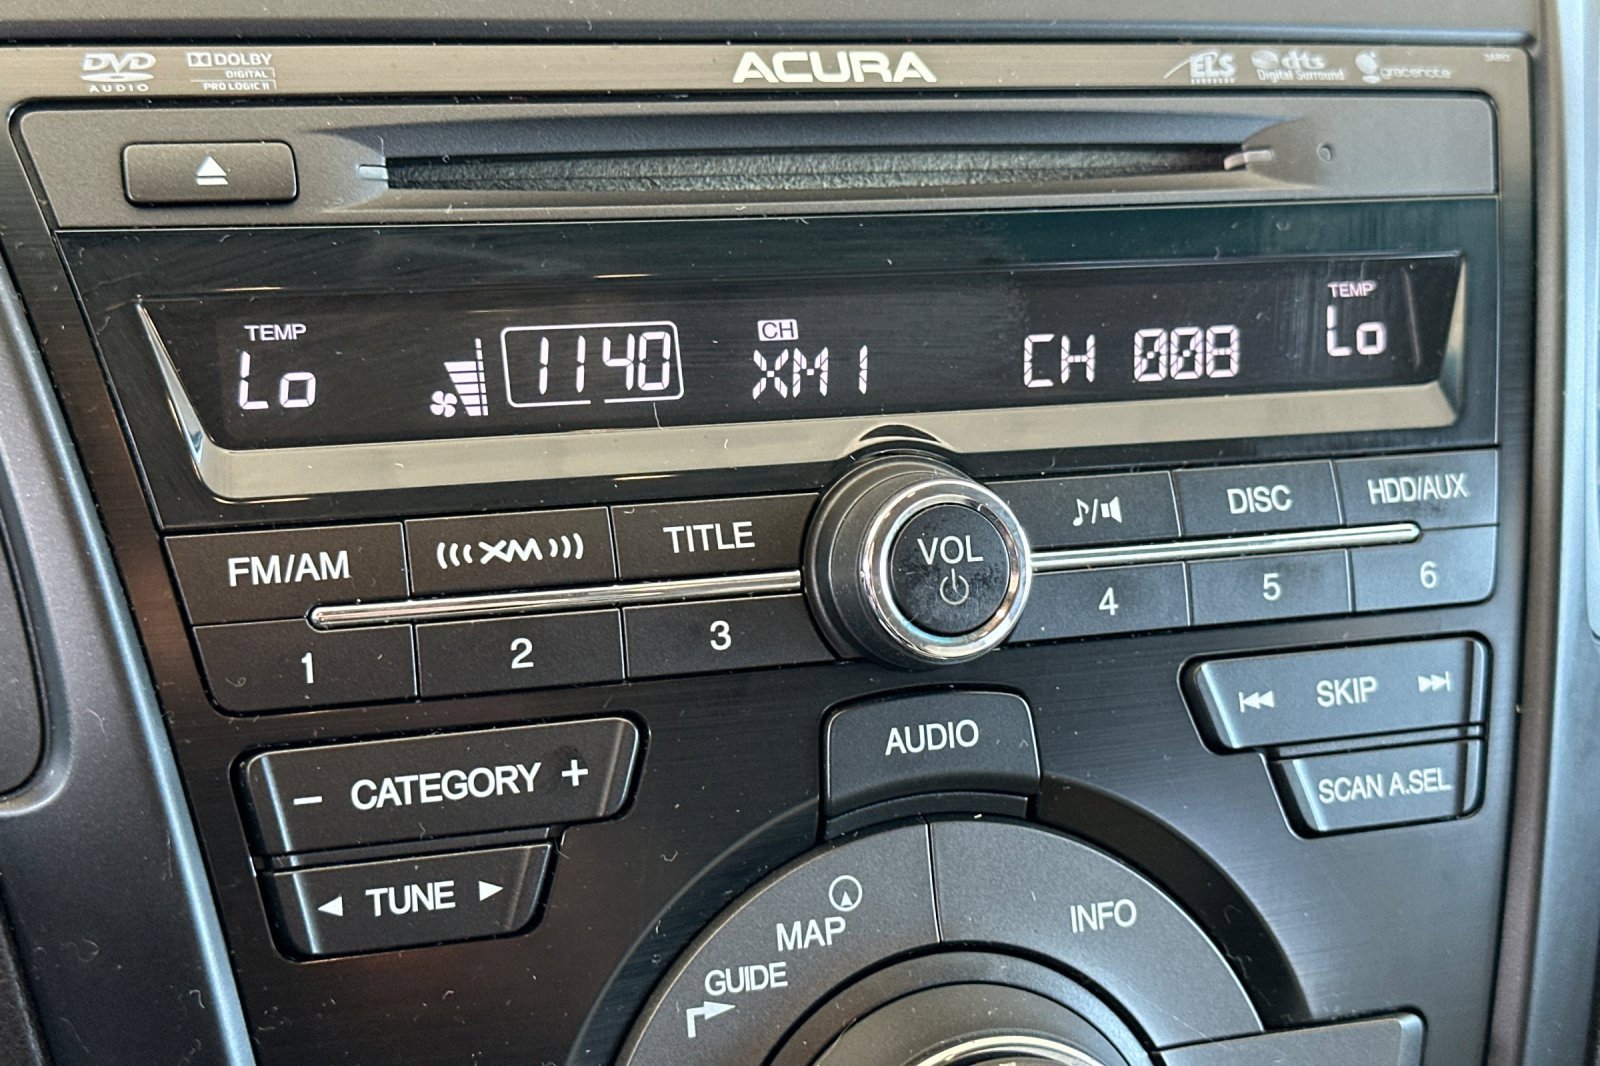 DVD AUDIO
DOLBY DIGITAL PRO LOGIC II
ACURA
ELS SURROUND
dts Digital Surround
gracenote
TEMP
Lo
1140
CH
XM1
CH 008
TEMP
Lo
FM/AM
XM
TITLE
VOL
DISC
HDD/AUX
1
2
3
4
5
6
SKIP
SCAN A.SEL
− CATEGORY +
TUNE
AUDIO
MAP
GUIDE
INFO